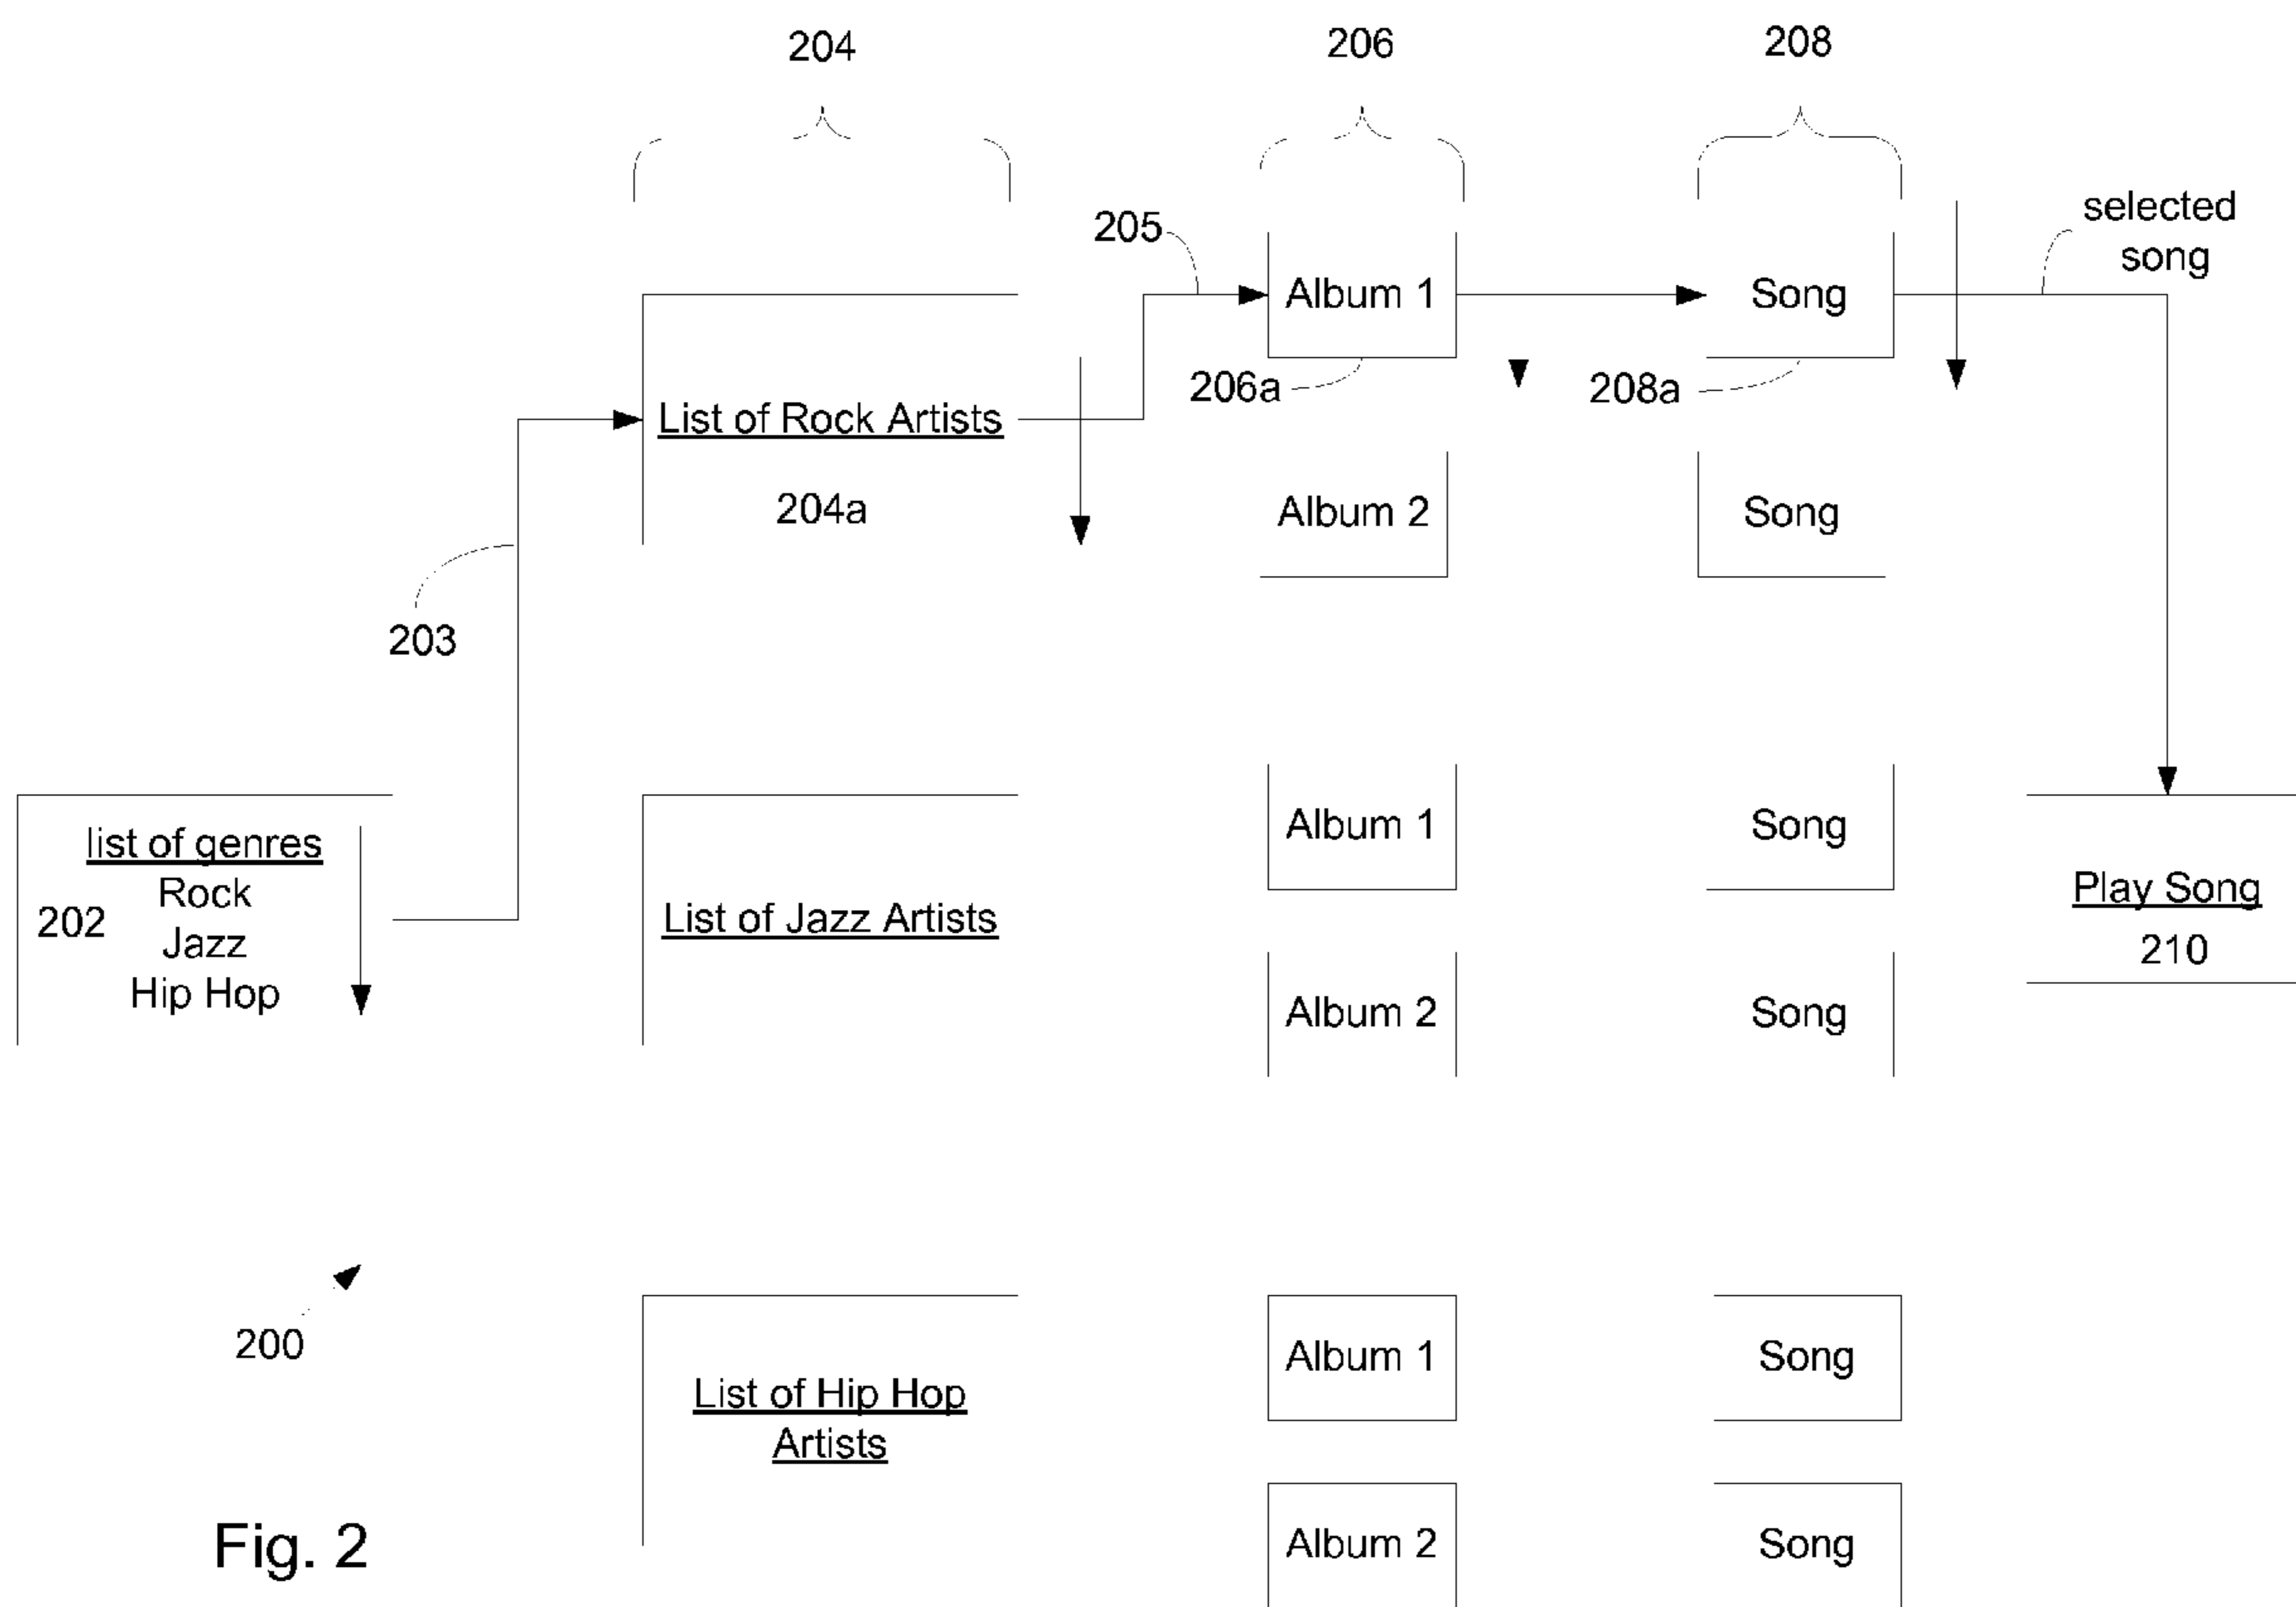 204
206
208
205
selected
song
Album 1
Song
206a
208a
List of Rock Artists
204a
Album 2
Song
203
list of genres
Rock
Jazz
Hip Hop
202
List of Jazz Artists
Album 1
Song
Play Song
210
Album 2
Song
200
List of Hip Hop
Artists
Album 1
Song
Album 2
Song
Fig. 2